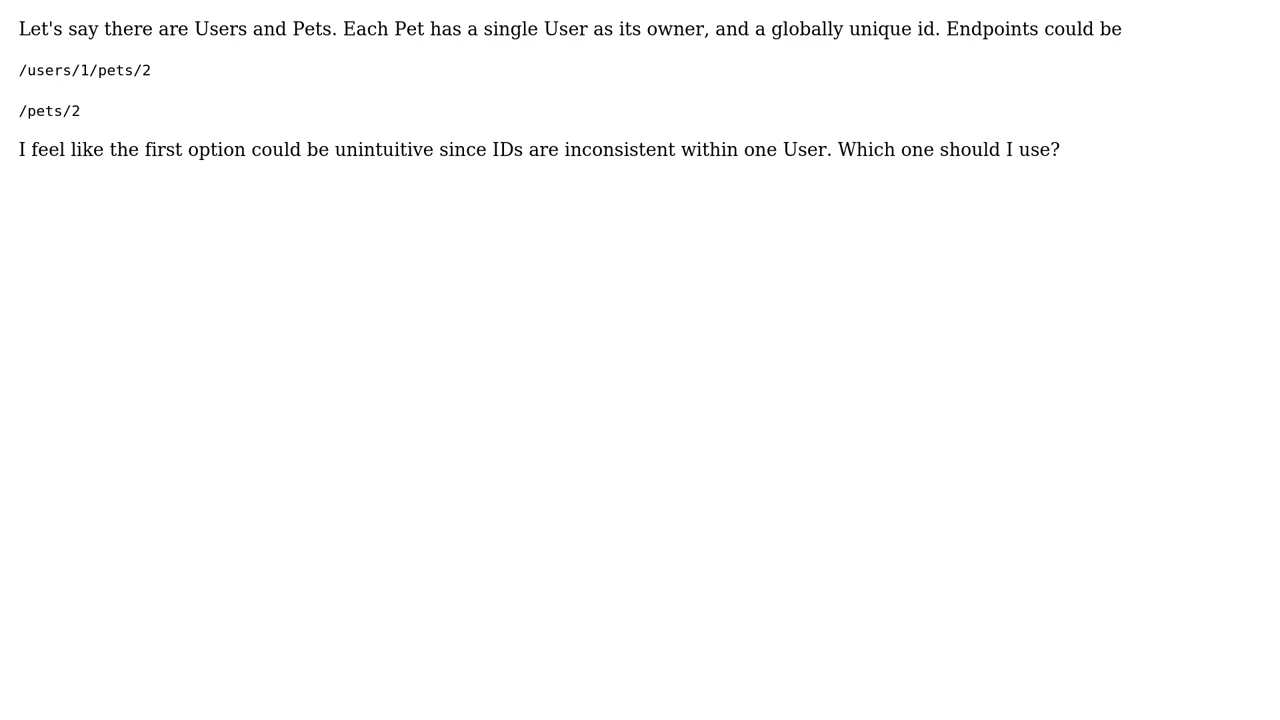 Let's say there are Users and Pets. Each Pet has a single User as its owner, and a globally unique id. Endpoints could be
/users/1/pets/2
/pets/2
I feel like the first option could be unintuitive since IDs are inconsistent within one User. Which one should I use?